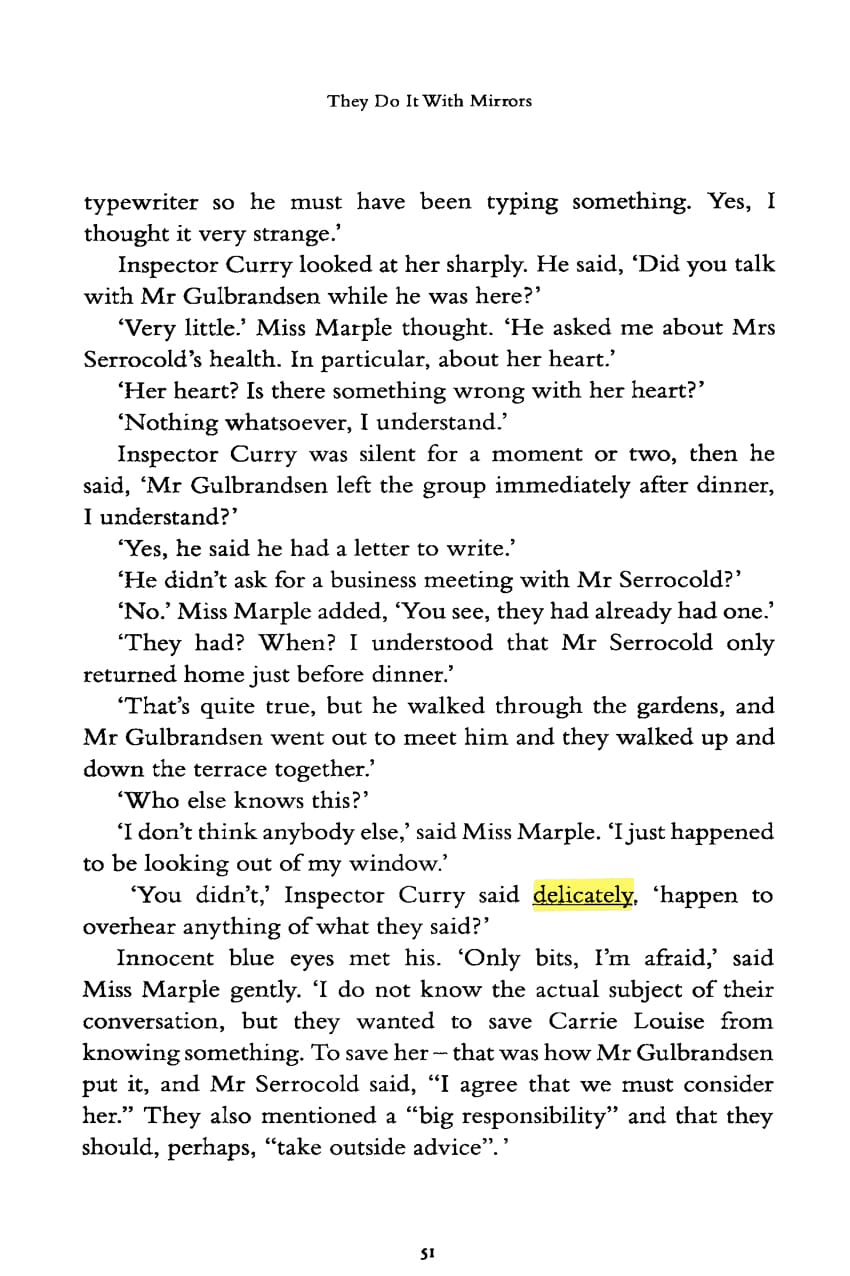 They Do It With Mirrors
typewriter so he must have been typing something. Yes, I
thought it very strange.’
Inspector Curry looked at her sharply. He said, ‘Did you talk
with Mr Gulbrandsen while he was here?’
‘Very little.’ Miss Marple thought. ‘He asked me about Mrs
Serrocold’s health. In particular, about her heart.’
‘Her heart? Is there something wrong with her heart?’
‘Nothing whatsoever, I understand.’
Inspector Curry was silent for a moment or two, then he
said, ‘Mr Gulbrandsen left the group immediately after dinner,
I understand?’
‘Yes, he said he had a letter to write.’
‘He didn’t ask for a business meeting with Mr Serrocold?’
‘No.’ Miss Marple added, ‘You see, they had already had one.’
‘They had? When? I understood that Mr Serrocold only
returned home just before dinner.’
‘That’s quite true, but he walked through the gardens, and
Mr Gulbrandsen went out to meet him and they walked up and
down the terrace together.’
‘Who else knows this?’
‘I don’t think anybody else,’ said Miss Marple. ‘I just happened
to be looking out of my window.’
‘You didn’t,’ Inspector Curry said delicately, ‘happen to
overhear anything of what they said?’
Innocent blue eyes met his. ‘Only bits, I’m afraid,’ said
Miss Marple gently. ‘I do not know the actual subject of their
conversation, but they wanted to save Carrie Louise from
knowing something. To save her – that was how Mr Gulbrandsen
put it, and Mr Serrocold said, “I agree that we must consider
her.” They also mentioned a “big responsibility” and that they
should, perhaps, “take outside advice”.’
51